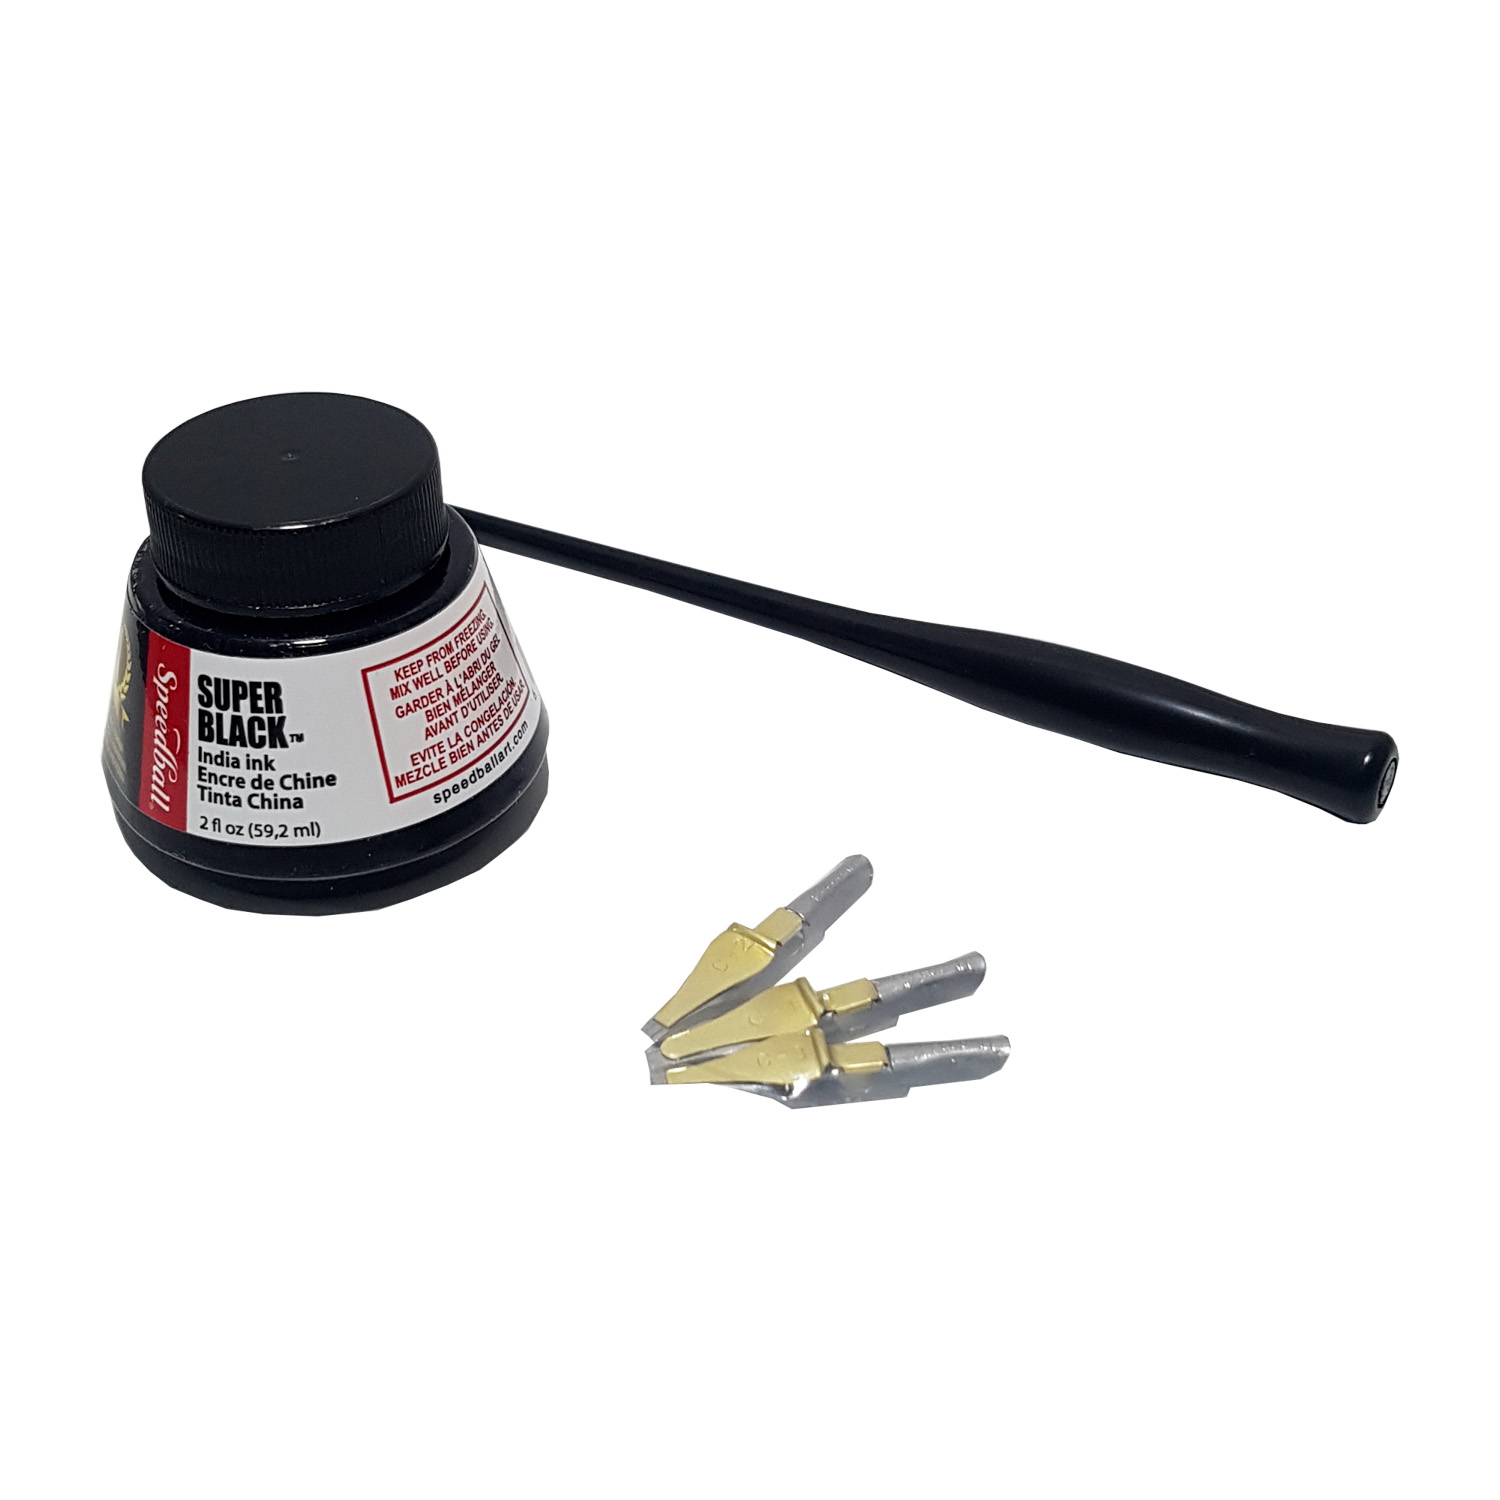 Speedball
SUPER
BLACK™
India ink
Encre de Chine
Tinta China
2 fl oz (59,2 ml)
KEEP FROM FREEZING.
MIX WELL BEFORE USING.
GARDER À L'ABRI DU GEL
BIEN MÉLANGER
AVANT D'UTILISER.
EVITE LA CONGELACIÓN.
MEZCLE BIEN ANTES DE USAR.
speedballart.com
C-2